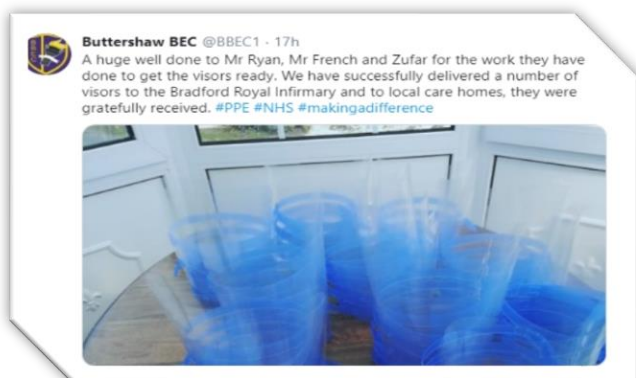 Buttershaw BEC @BBEC1 · 17h
A huge well done to Mr Ryan, Mr French and Zufar for the work they have
done to get the visors ready. We have successfully delivered a number of
visors to the Bradford Royal Infirmary and to local care homes, they were
gratefully received. #PPE #NHS #makingadifference